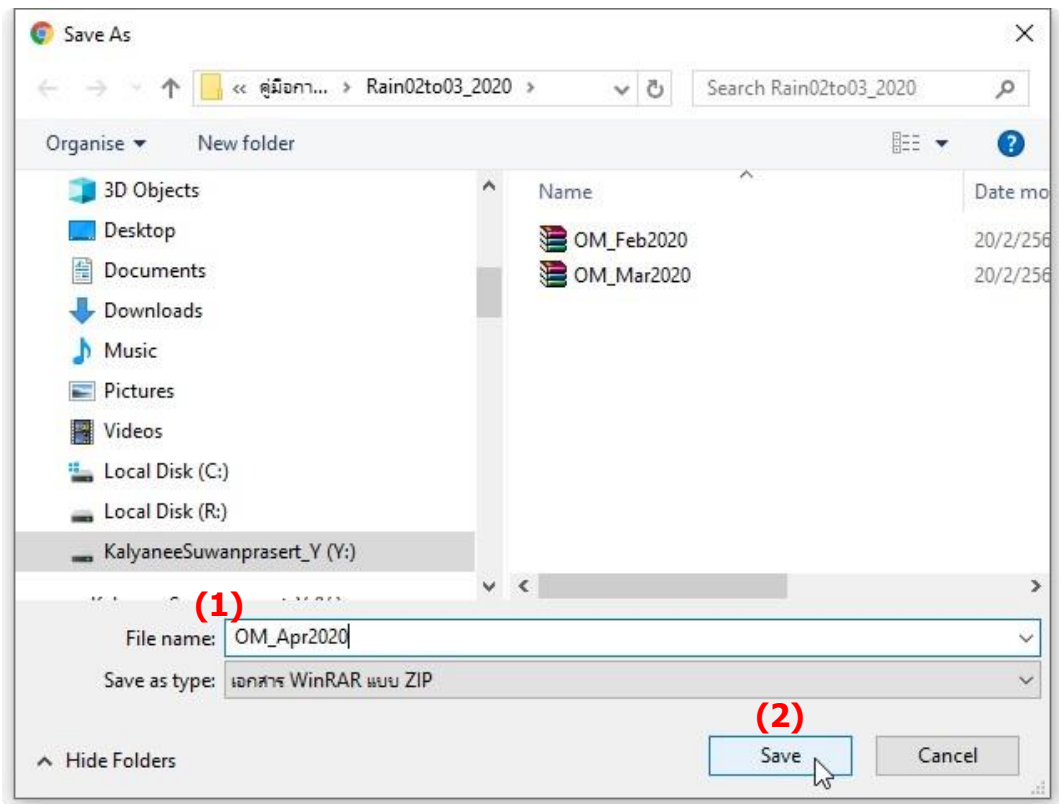 Save As
« คู่มือกา... › Rain02to03_2020 ›
Search Rain02to03_2020
Organise
New folder
3D Objects
Desktop
Documents
Downloads
Music
Pictures
Videos
Local Disk (C:)
Local Disk (R:)
KalyaneeSuwanprasert_Y (Y:)
Name
Date mo
OM_Feb2020
20/2/256
OM_Mar2020
20/2/256
(1)
File name: OM_Apr2020
Save as type: เอกสาร WinRAR แบบ ZIP
(2)
Hide Folders
Save
Cancel